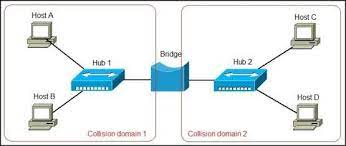 Host A
Host C
Hub 1
Bridge
Hub 2
Host B
Host D
Collision domain 1
Collision domain 2